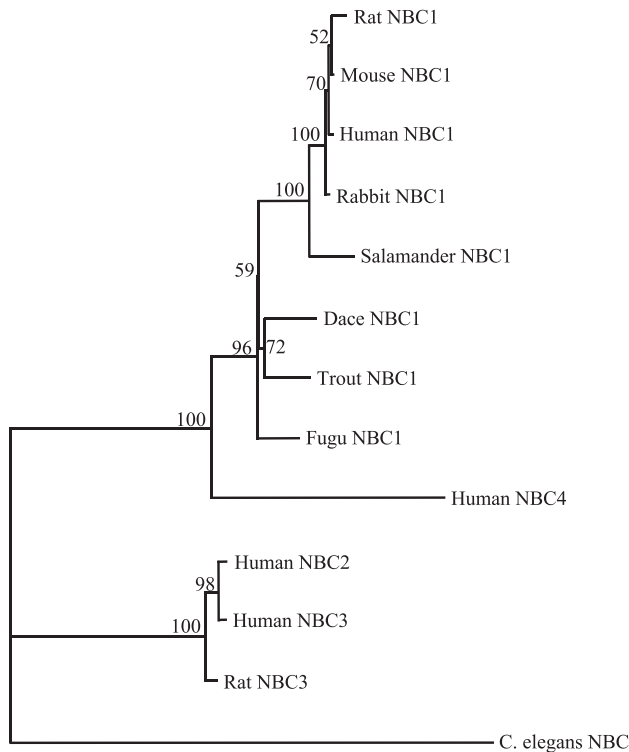 Rat NBC1
52
Mouse NBC1
70
Human NBC1
100
100
Rabbit NBC1
Salamander NBC1
59
Dace NBC1
96 72
Trout NBC1
100
Fugu NBC1
Human NBC4
Human NBC2
98
Human NBC3
100
Rat NBC3
C. elegans NBC